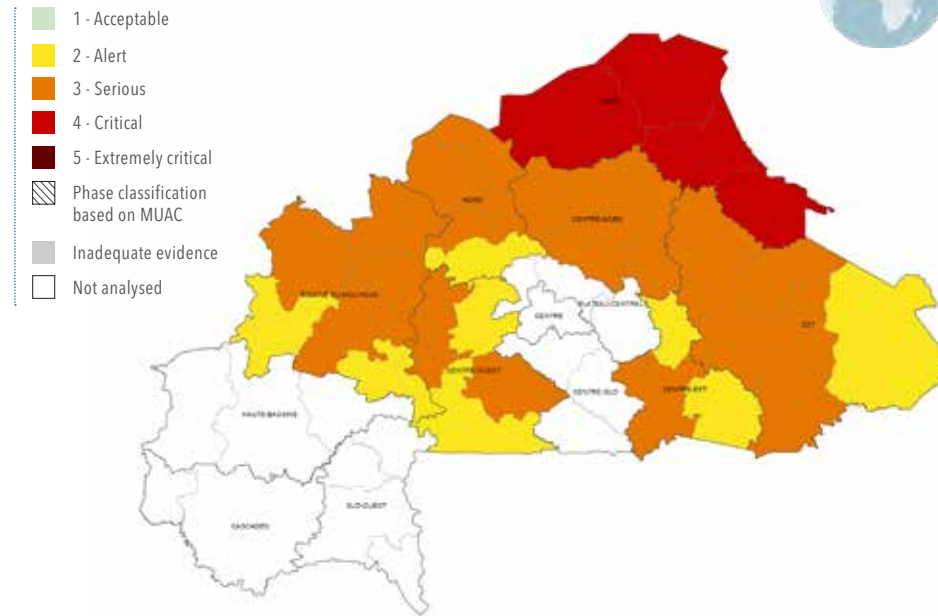 1 - Acceptable
2 - Alert
3 - Serious
4 - Critical
5 - Extremely critical
Phase classification
based on MUAC
Inadequate evidence
Not analysed
NORD
CENTRE-NORD
BOUCLE DU MOUHOUN
PLATEAU CENTRAL
CENTRE
EST
CENTRE-OUEST
CENTRE-EST
CENTRE-SUD
HAUTS-BASSINS
SUD-OUEST
CASCADES